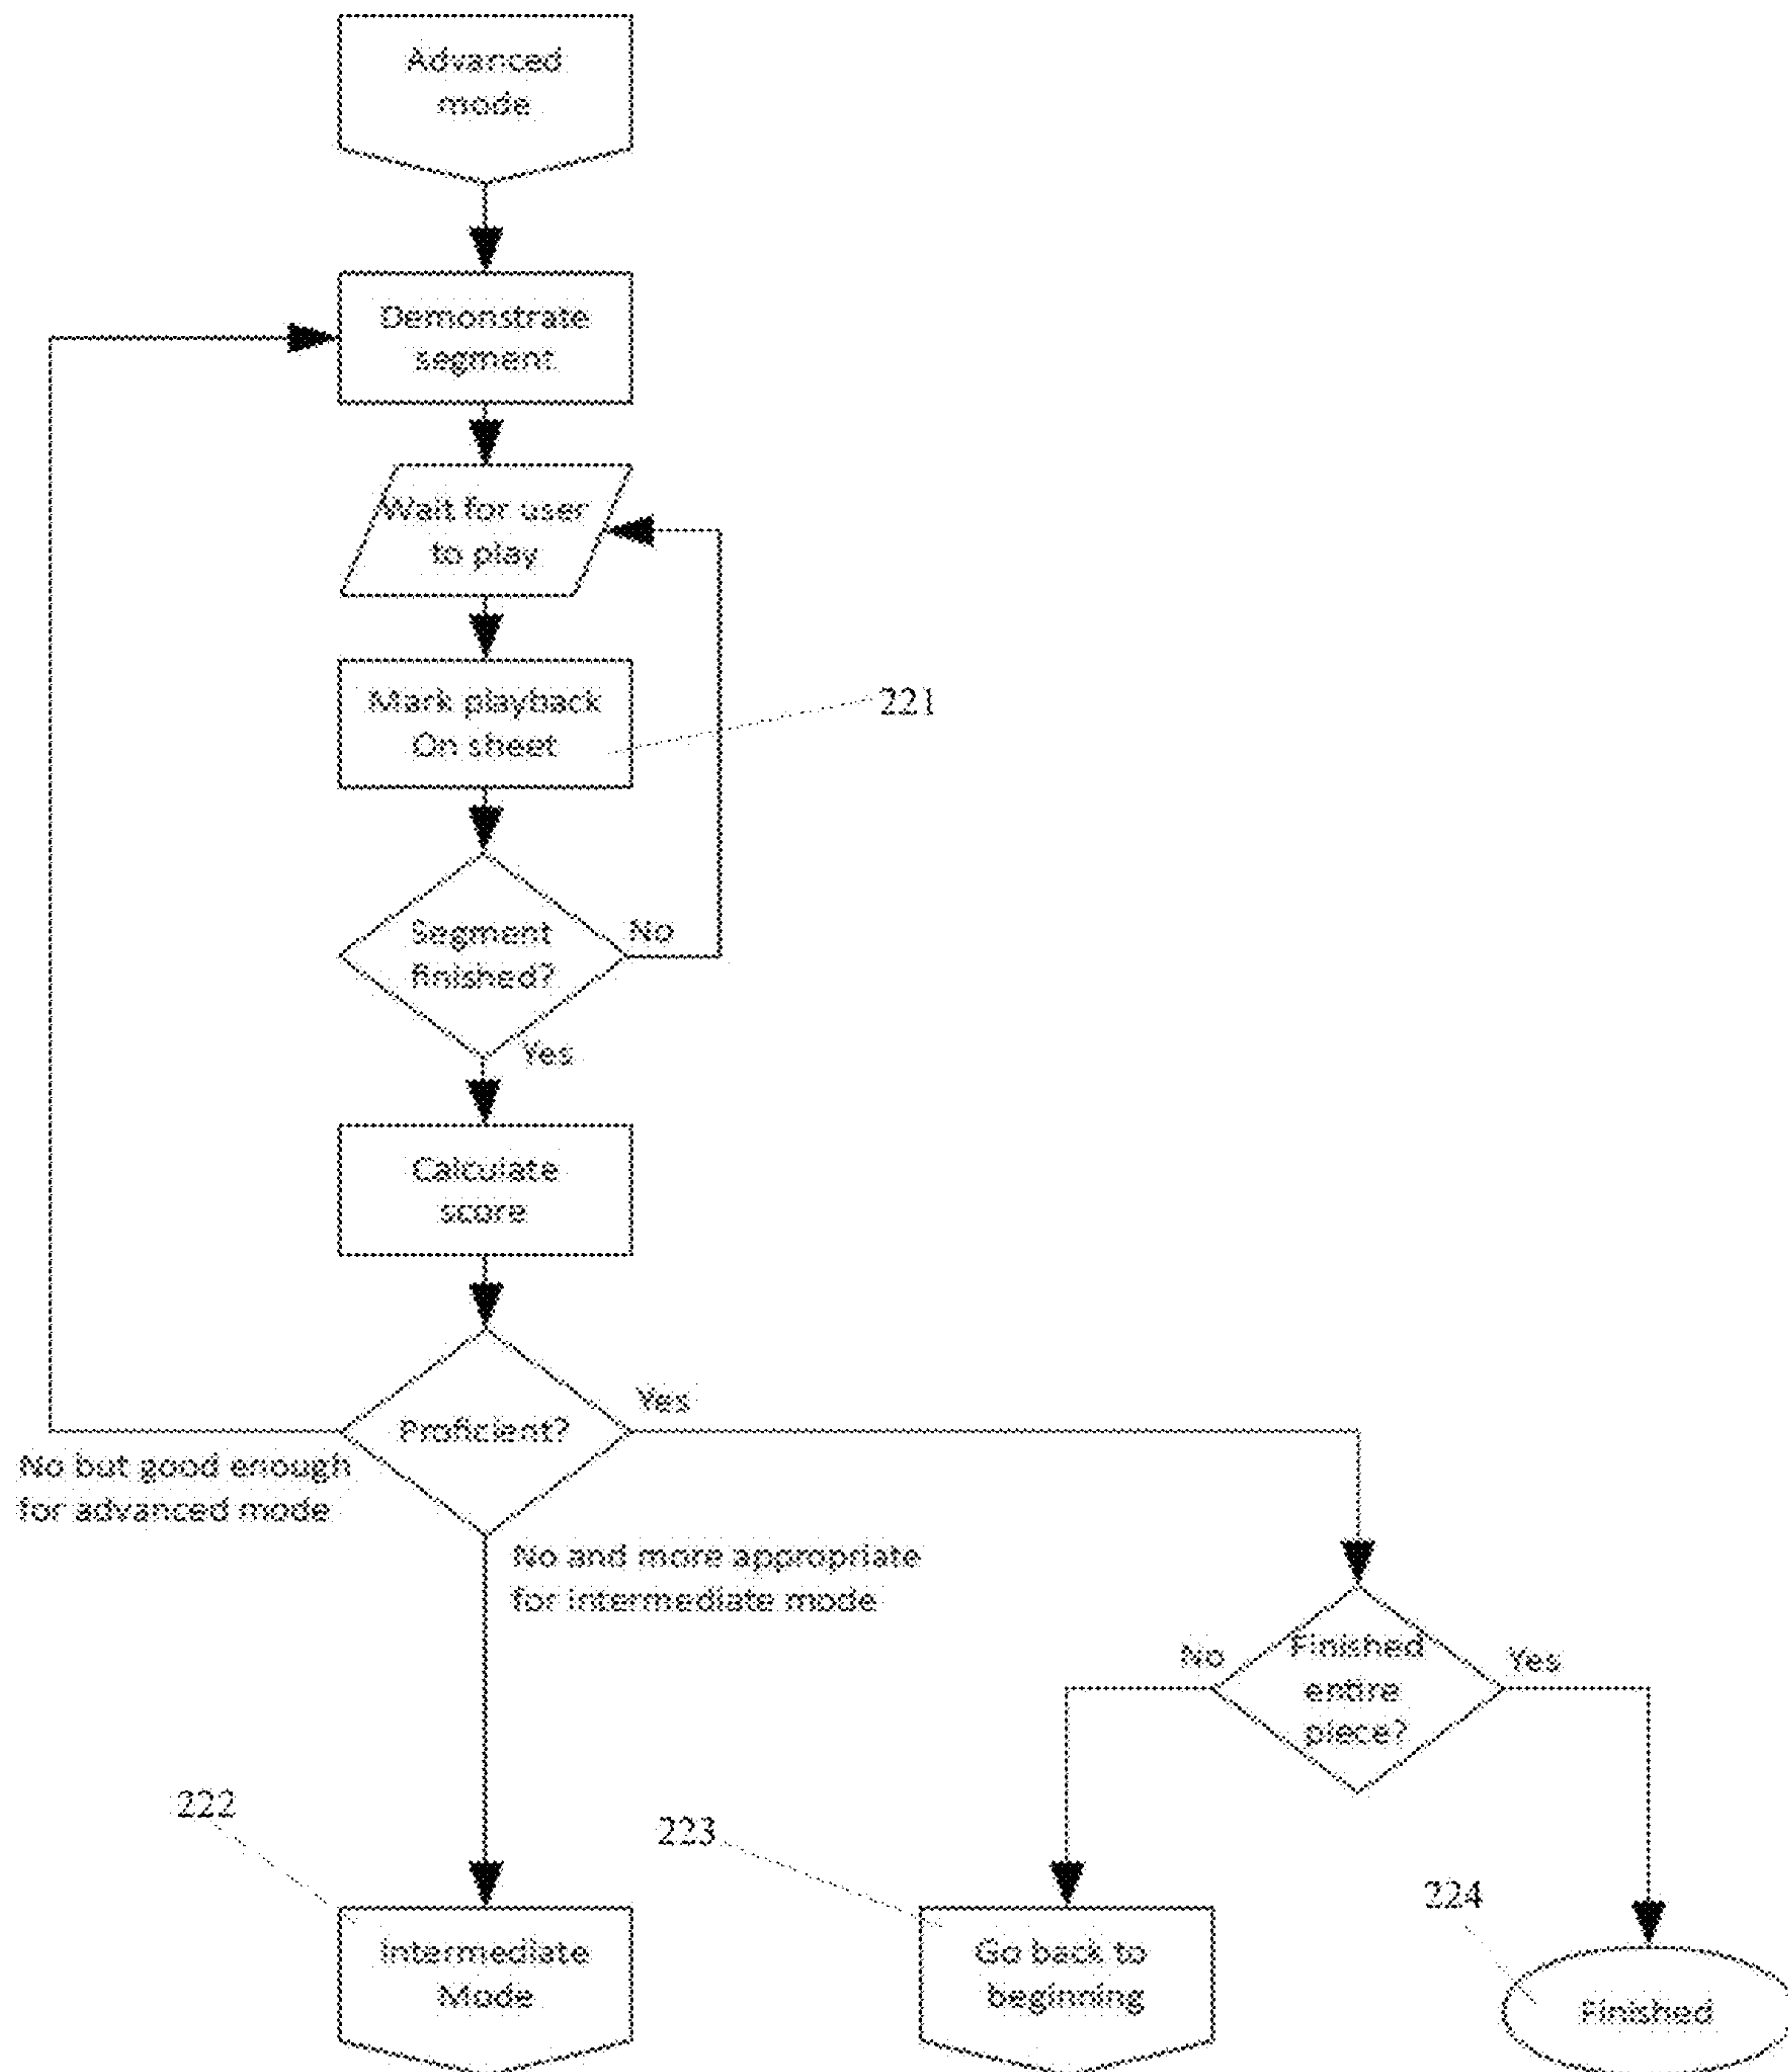 Advanced
mode
Demonstrate
segment
Wait for user
to play
Mark playback
On sheet
221
Segment
finished?
No
Yes
Calculate
score
Proficient?
Yes
No but good enough
for advanced mode
No and more appropriate
for intermediate mode
Finished
entire
piece?
No
Yes
222
223
224
Intermediate
Mode
Go back to
beginning
Finished